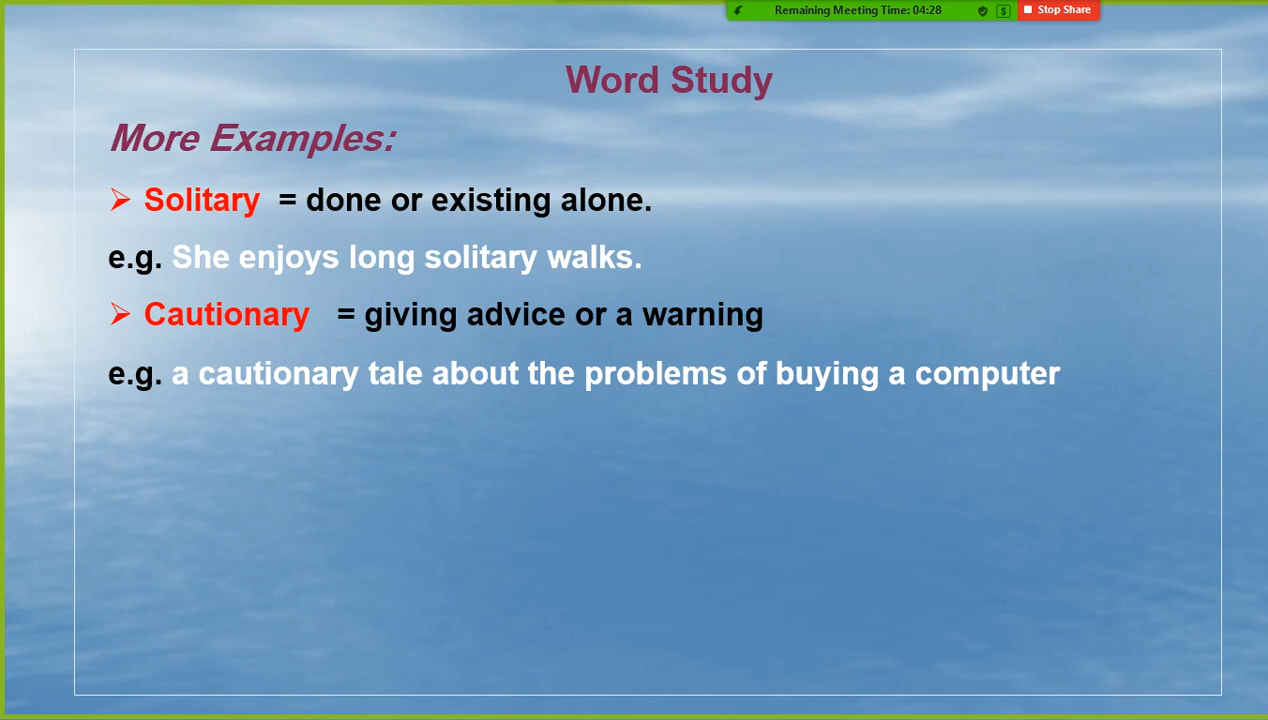 Remaining Meeting Time: 04:28
Stop Share
Word Study
More Examples:
Solitary = done or existing alone.
e.g. She enjoys long solitary walks.
Cautionary = giving advice or a warning
e.g. a cautionary tale about the problems of buying a computer